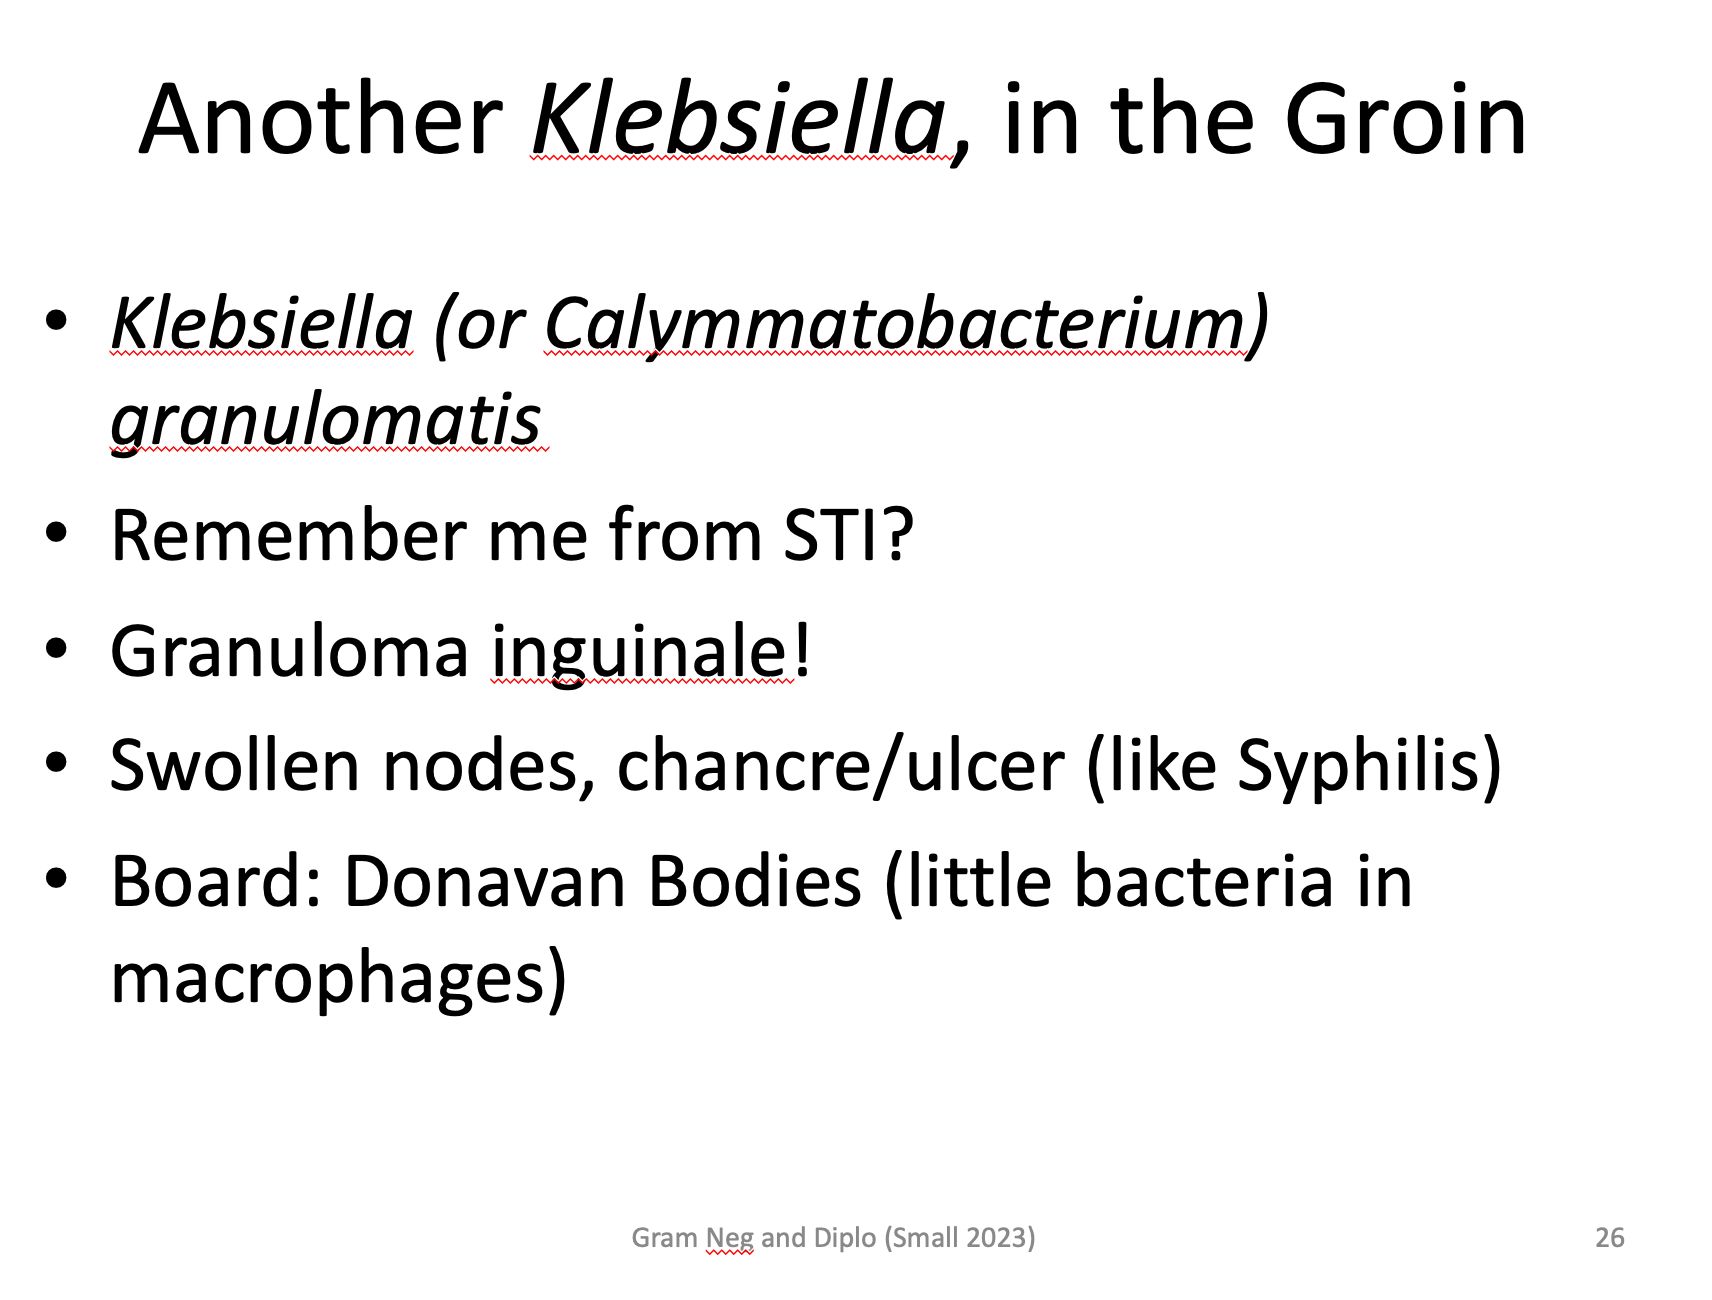 Another Klebsiella, in the Groin
• Klebsiella (or Calymmatobacterium)
granulomatis
• Remember me from STI?
• Granuloma inguinale!
• Swollen nodes, chancre/ulcer (like Syphilis)
• Board: Donavan Bodies (little bacteria in
macrophages)
Gram Neg and Diplo (Small 2023)
26